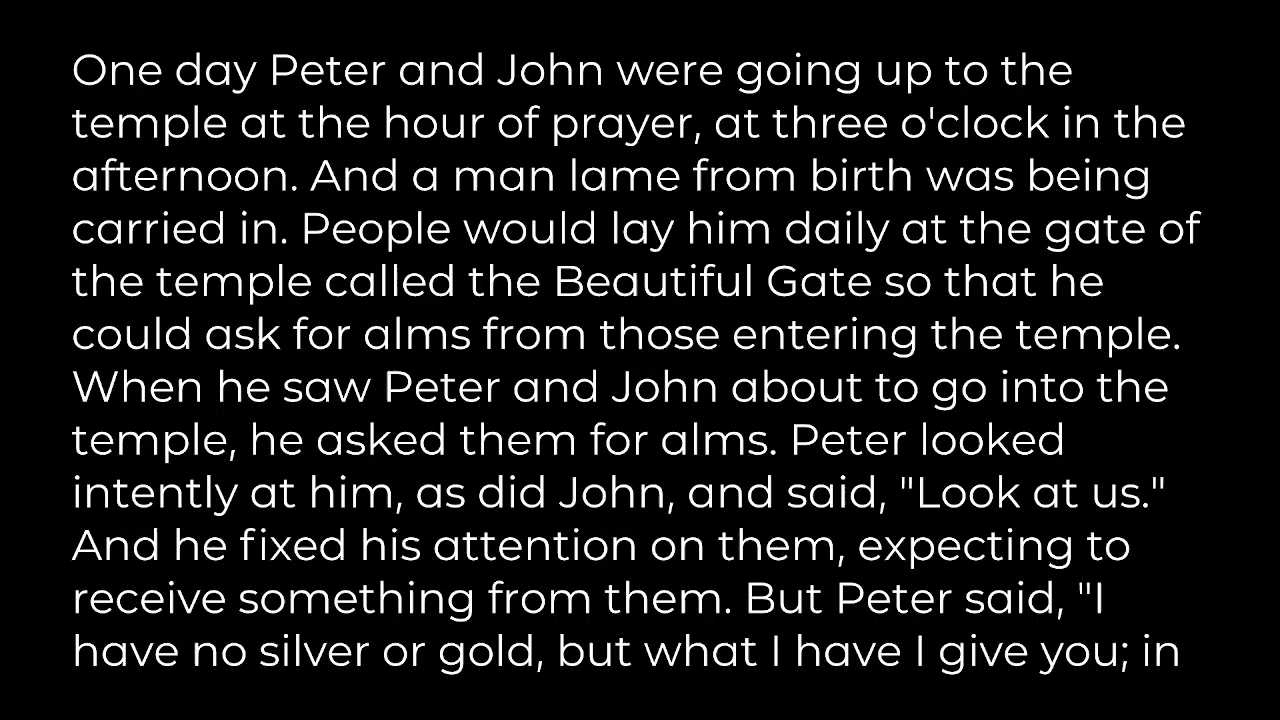 One day Peter and John were going up to the
temple at the hour of prayer, at three o'clock in the
afternoon. And a man lame from birth was being
carried in. People would lay him daily at the gate of
the temple called the Beautiful Gate so that he
could ask for alms from those entering the temple.
When he saw Peter and John about to go into the
temple, he asked them for alms. Peter looked
intently at him, as did John, and said, "Look at us."
And he fixed his attention on them, expecting to
receive something from them. But Peter said, "I
have no silver or gold, but what I have I give you; in